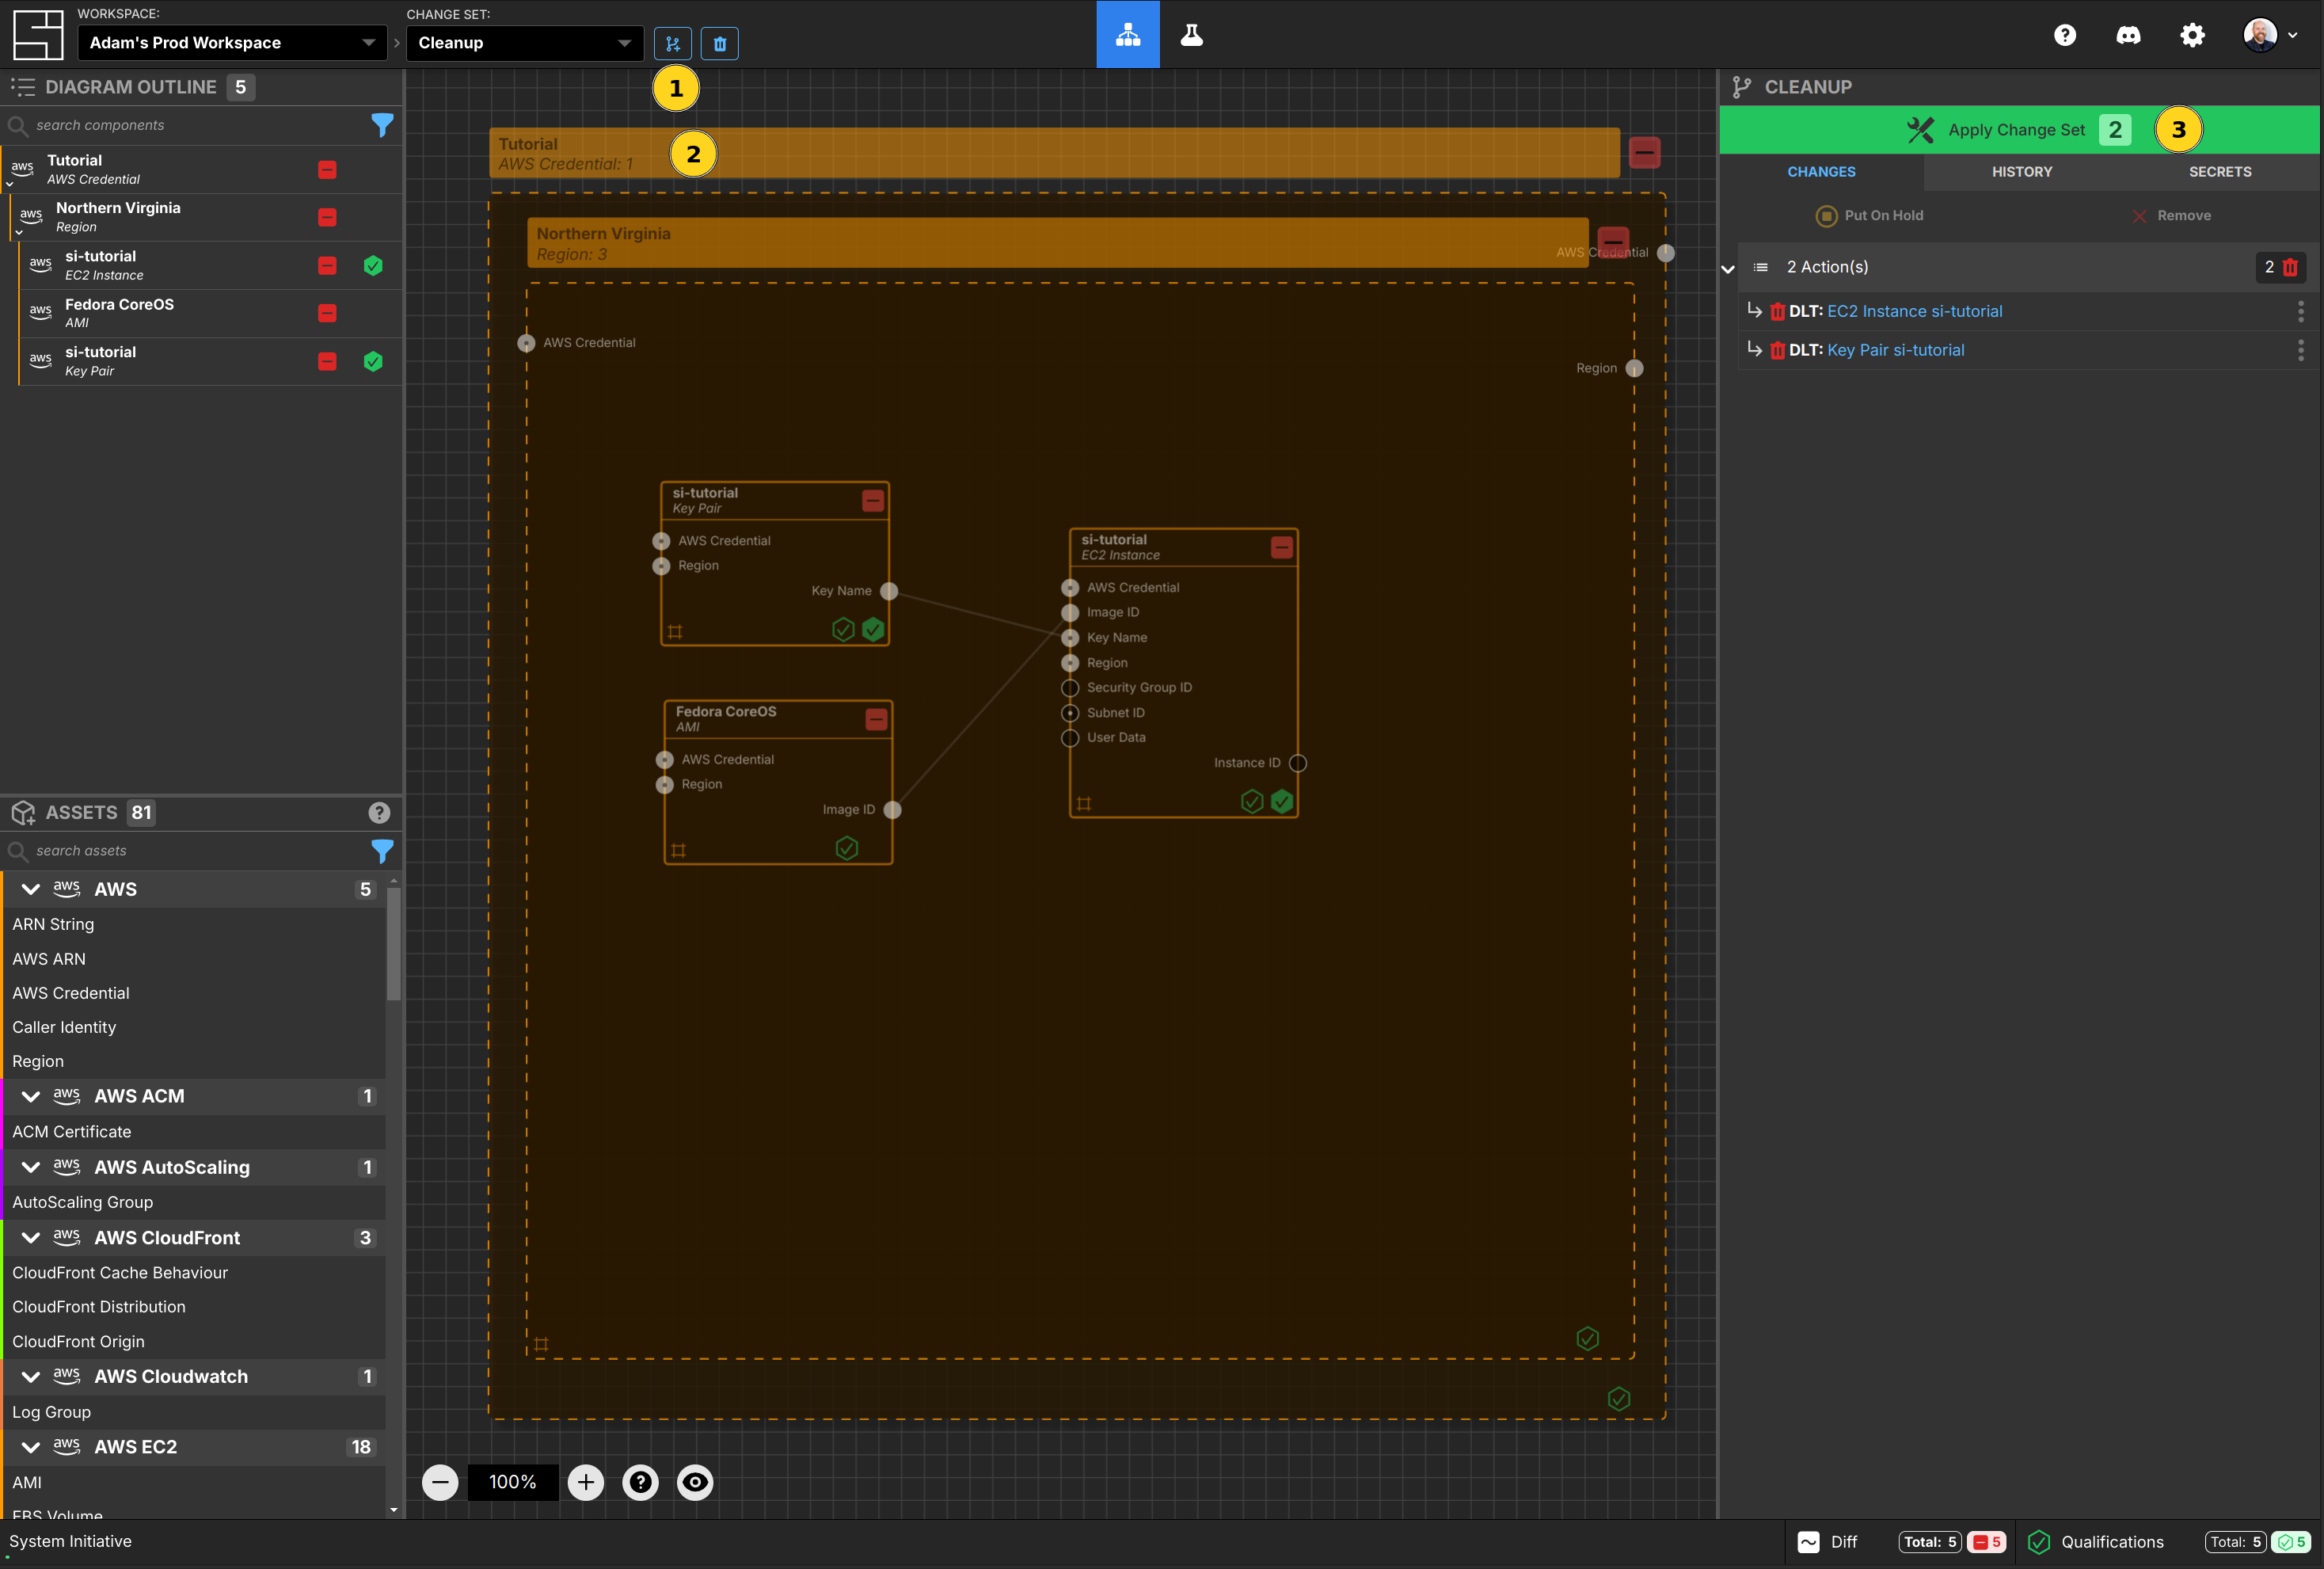 WORKSPACE:
Adam's Prod Workspace
CHANGE SET:
Cleanup
DIAGRAM OUTLINE 5
search components
aws Tutorial
AWS Credential
aws Northern Virginia
Region
aws si-tutorial
EC2 Instance
aws Fedora CoreOS
AMI
aws si-tutorial
Key Pair
ASSETS 81
search assets
aws AWS 5
ARN String
AWS ARN
AWS Credential
Caller Identity
Region
aws AWS ACM 1
ACM Certificate
aws AWS AutoScaling 1
AutoScaling Group
aws AWS CloudFront 3
CloudFront Cache Behaviour
CloudFront Distribution
CloudFront Origin
aws AWS Cloudwatch 1
Log Group
aws AWS EC2 18
AMI
EBS Volume
1
Tutorial
AWS Credential: 1
2
Northern Virginia
Region: 3
AWS Credential
AWS Credential
Region
si-tutorial
Key Pair
AWS Credential
Region
Key Name
Fedora CoreOS
AMI
AWS Credential
Region
Image ID
si-tutorial
EC2 Instance
AWS Credential
Image ID
Key Name
Region
Security Group ID
Subnet ID
User Data
Instance ID
100%
CLEANUP
Apply Change Set 2
3
CHANGES HISTORY SECRETS
Put On Hold Remove
2 Action(s) 2
DLT: EC2 Instance si-tutorial
DLT: Key Pair si-tutorial
System Initiative
Diff Total: 5 5 Qualifications Total: 5 5